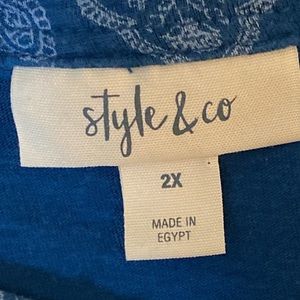 style & co
2X
MADE IN
EGYPT